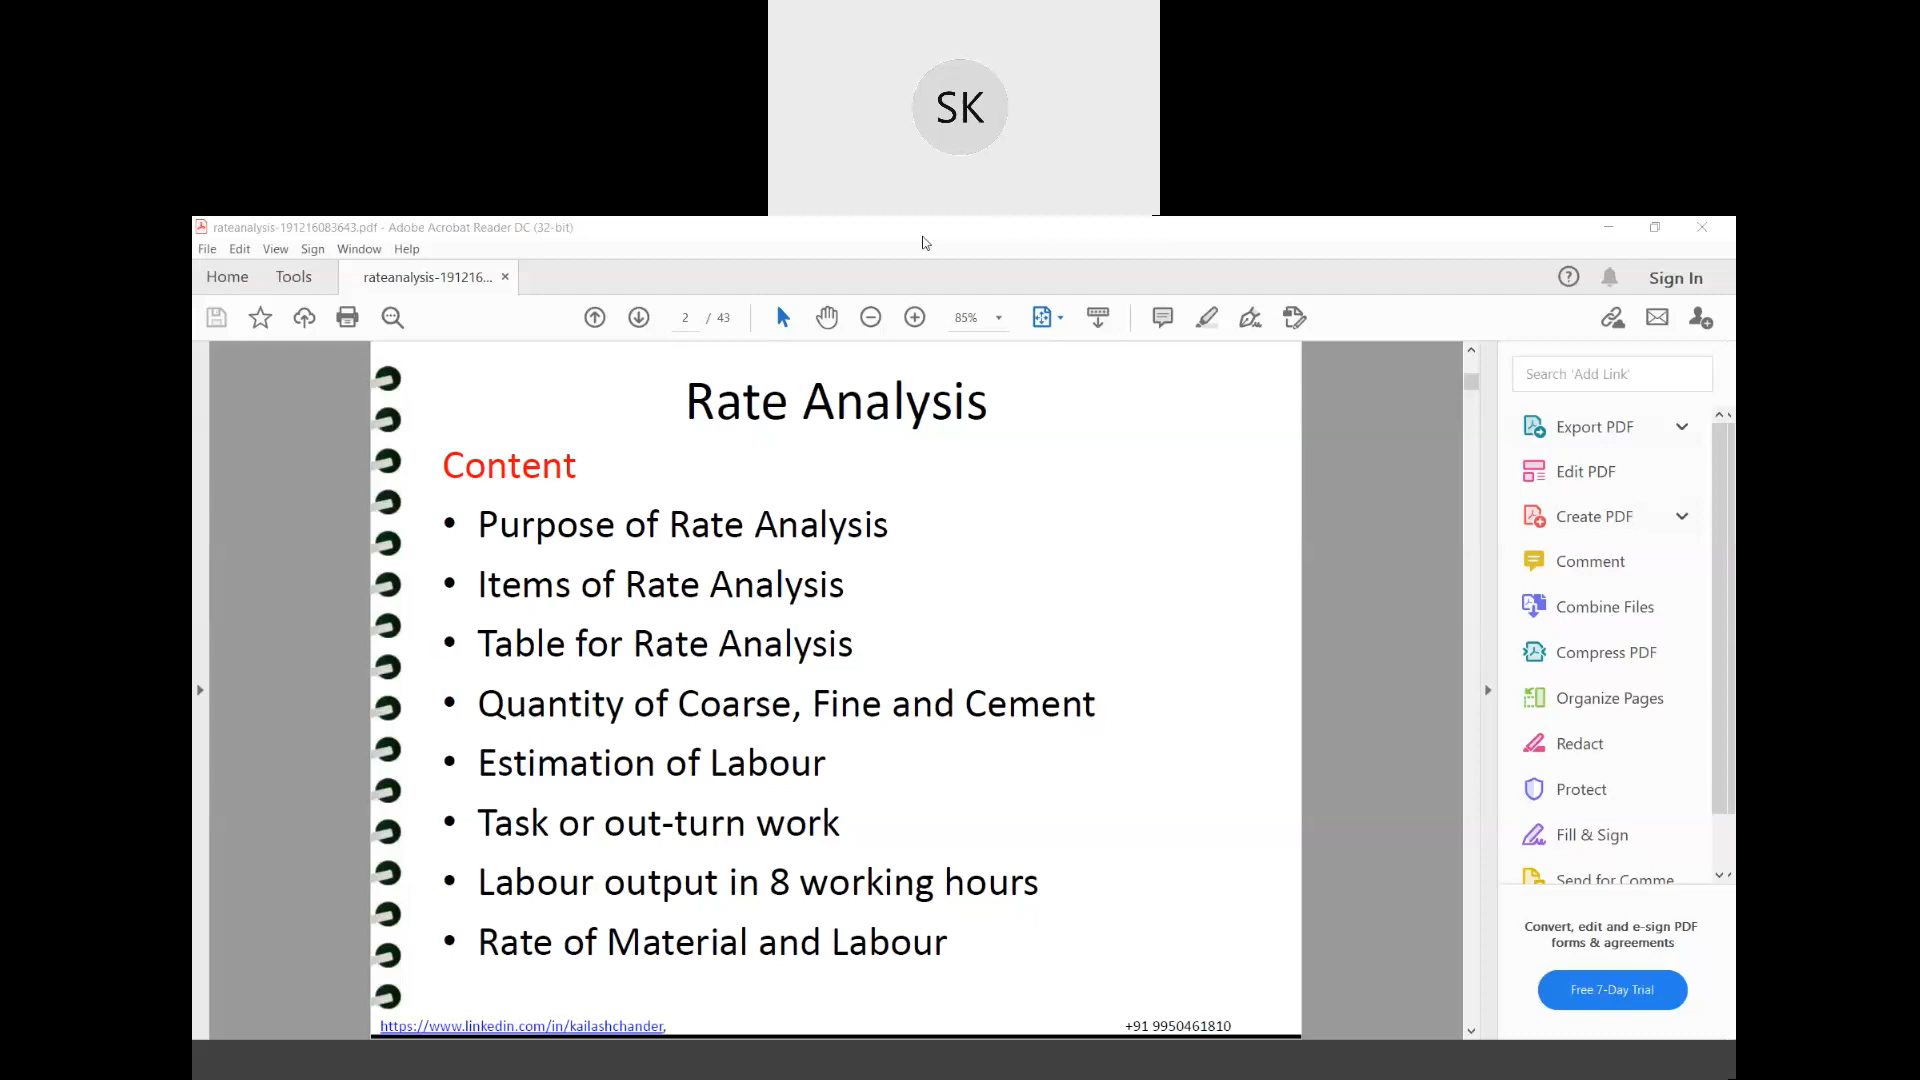 SK
rateanalysis-191216083643.pdf - Adobe Acrobat Reader DC (32-bit)
File Edit View Sign Window Help
Home Tools rateanalysis-191216... × Sign In
2 / 43 85%
Rate Analysis
Content
• Purpose of Rate Analysis
• Items of Rate Analysis
• Table for Rate Analysis
• Quantity of Coarse, Fine and Cement
• Estimation of Labour
• Task or out-turn work
• Labour output in 8 working hours
• Rate of Material and Labour
https://www.linkedin.com/in/kailashchander, +91 9950461810
Search 'Add Link'
Export PDF
Edit PDF
Create PDF
Comment
Combine Files
Compress PDF
Organize Pages
Redact
Protect
Fill & Sign
Send for Comme
Convert, edit and e-sign PDF
forms & agreements
Free 7-Day Trial